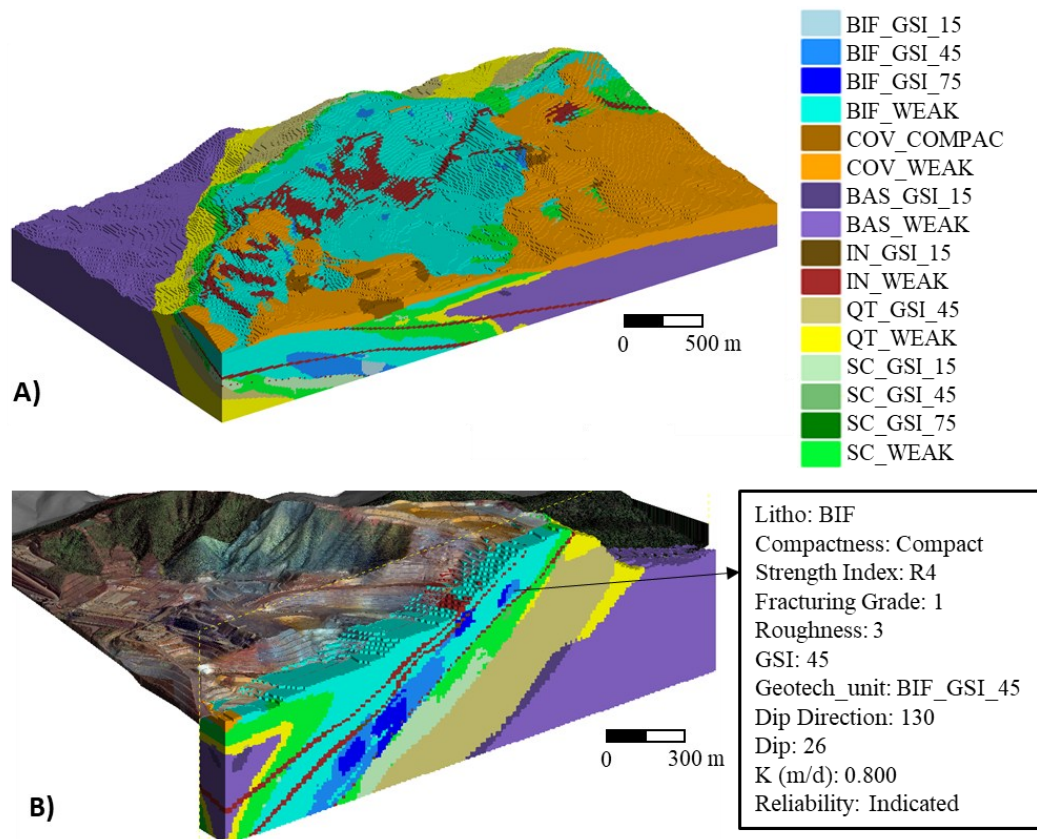 BIF_GSI_15
BIF_GSI_45
BIF_GSI_75
BIF_WEAK
COV_COMPAC
COV_WEAK
BAS_GSI_15
BAS_WEAK
IN_GSI_15
IN_WEAK
QT_GSI_45
QT_WEAK
SC_GSI_15
SC_GSI_45
SC_GSI_75
SC_WEAK
0 500 m
A)
Litho: BIF
Compactness: Compact
Strength Index: R4
Fracturing Grade: 1
Roughness: 3
GSI: 45
Geotech_unit: BIF_GSI_45
Dip Direction: 130
Dip: 26
K (m/d): 0.800
Reliability: Indicated
0 300 m
B)